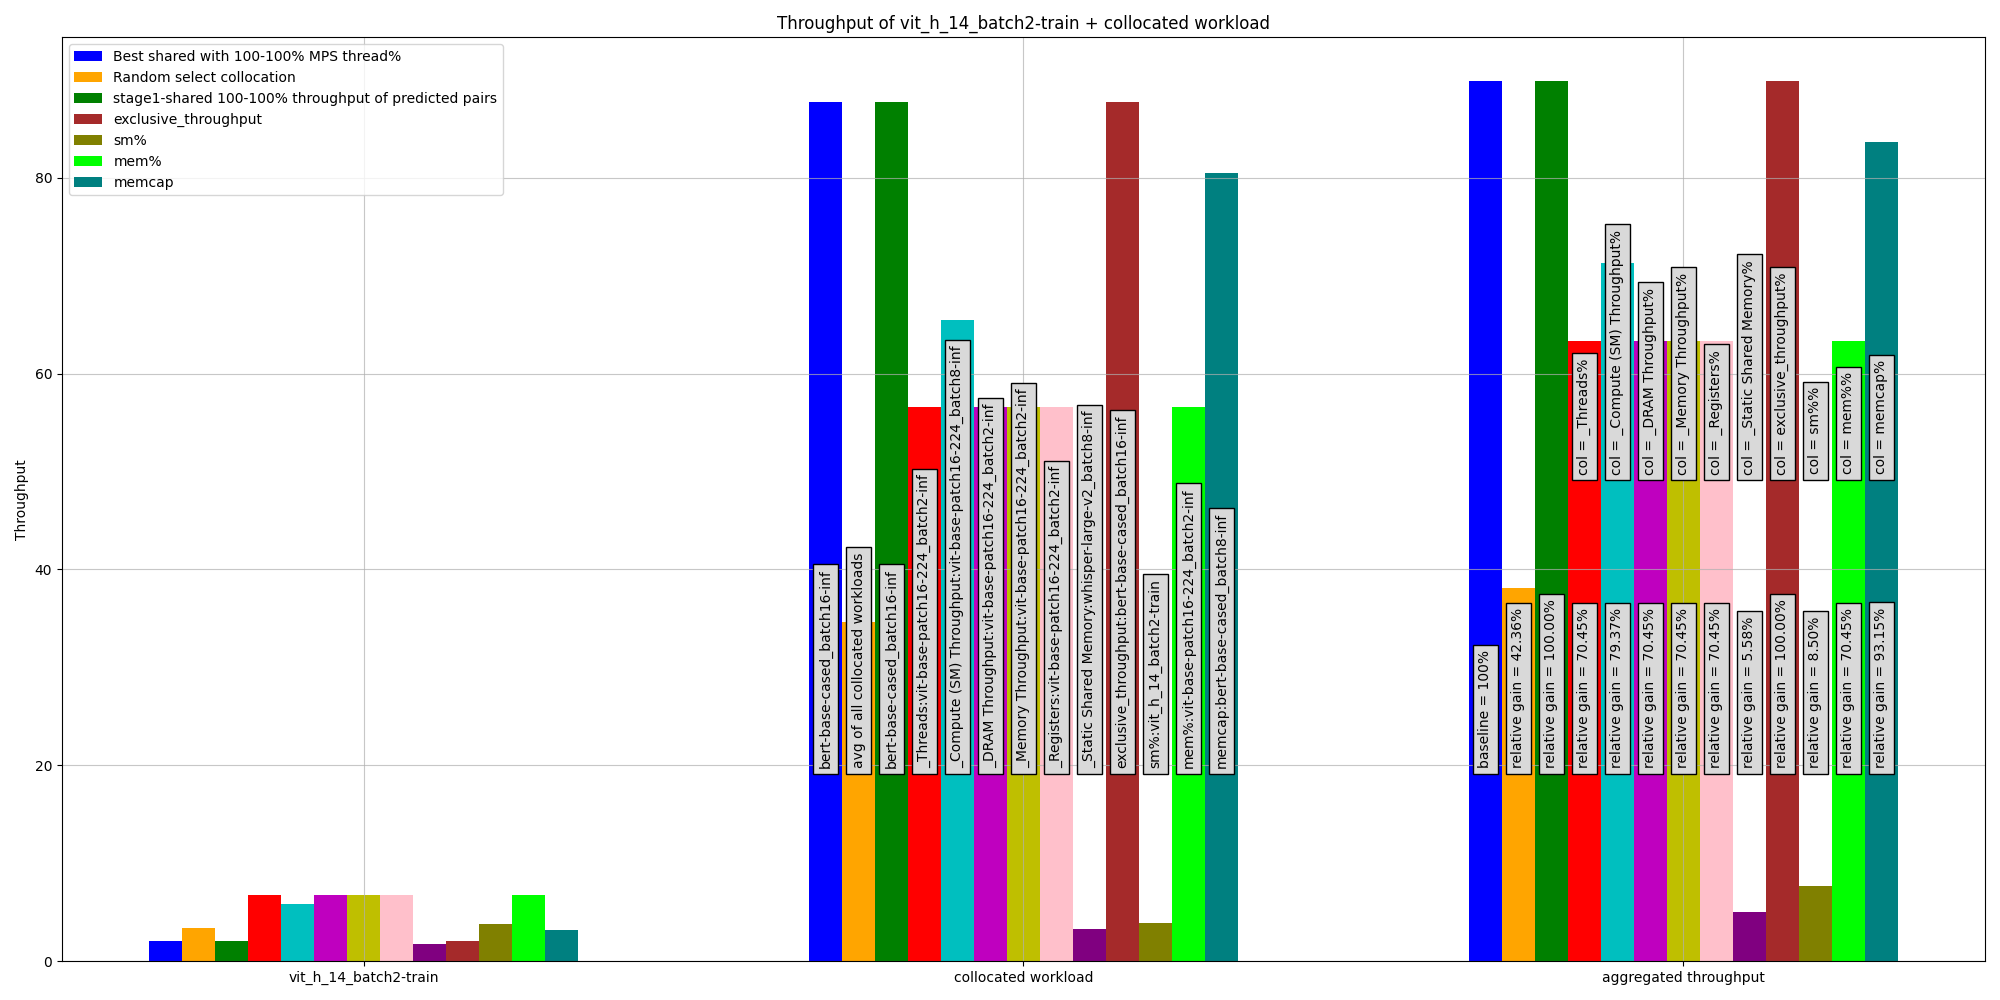 Throughput of vit_h_14_batch2-train + collocated workload
Best shared with 100-100% MPS thread%
Random select collocation
stage1-shared 100-100% throughput of predicted pairs
exclusive_throughput
sm%
mem%
memcap
Throughput
80
60
40
20
0
bert-base-cased_batch16-inf
avg of all collocated workloads
bert-base-cased_batch16-inf
_Threads:vit-base-patch16-224_batch2-inf
_Compute (SM) Throughput:vit-base-patch16-224_batch8-inf
_DRAM Throughput:vit-base-patch16-224_batch2-inf
_Memory Throughput:vit-base-patch16-224_batch2-inf
_Registers:vit-base-patch16-224_batch2-inf
_Static Shared Memory:whisper-large-v2_batch8-inf
exclusive_throughput:bert-base-cased_batch16-inf
sm%:vit_h_14_batch2-train
mem%:vit-base-patch16-224_batch2-inf
memcap:bert-base-cased_batch8-inf
col = _Threads%
col = _Compute (SM) Throughput%
col = _DRAM Throughput%
col = _Memory Throughput%
col = _Registers%
col = _Static Shared Memory%
col = exclusive_throughput%
col = sm%%
col = mem%%
col = memcap%
baseline = 100%
relative gain = 42.36%
relative gain = 100.00%
relative gain = 70.45%
relative gain = 79.37%
relative gain = 70.45%
relative gain = 70.45%
relative gain = 70.45%
relative gain = 5.58%
relative gain = 100.00%
relative gain = 8.50%
relative gain = 70.45%
relative gain = 93.15%
vit_h_14_batch2-train
collocated workload
aggregated throughput